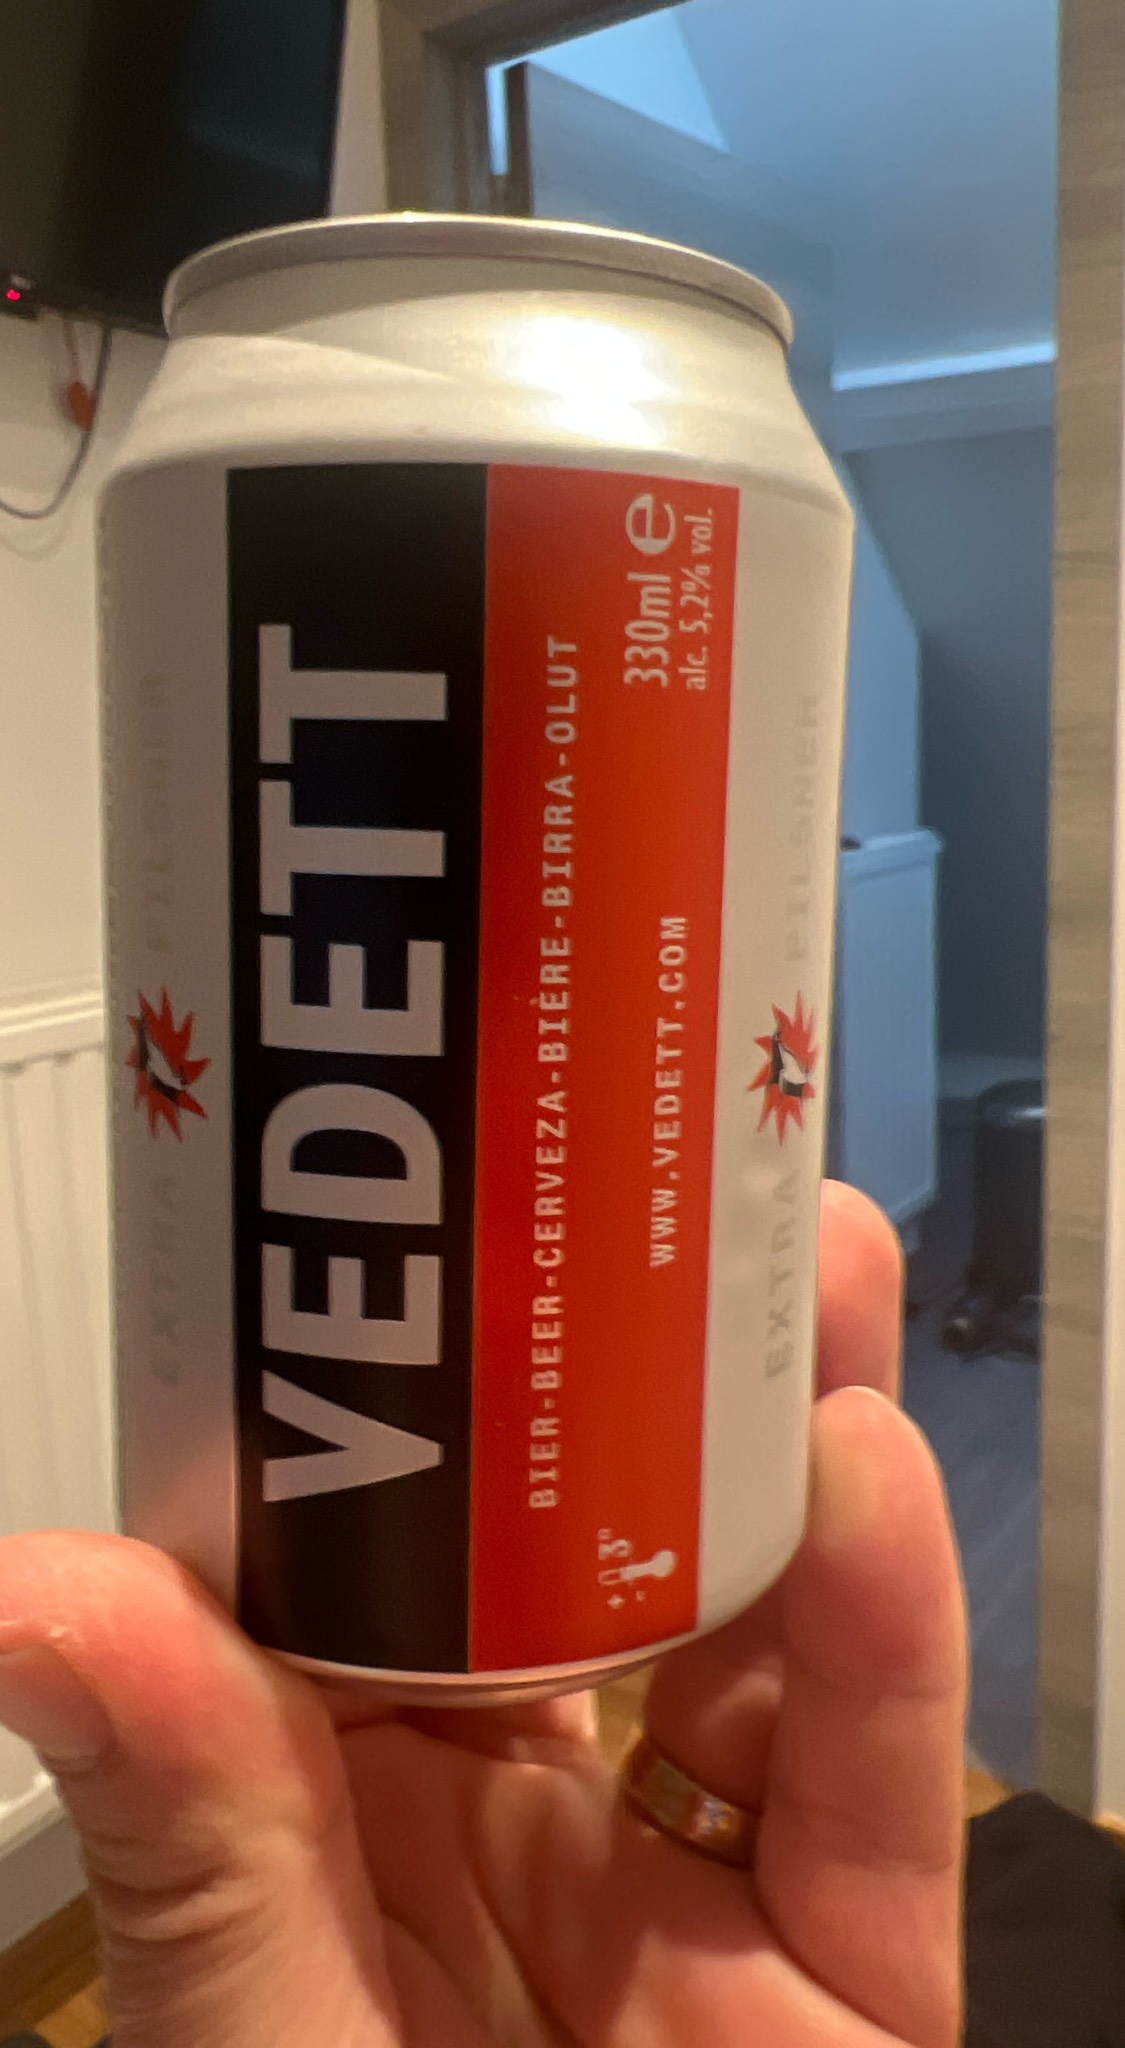 EXTRA PILSNER
VEDETT
BIER-BEER-CERVEZA-BIÈRE-BIRRA-OLUT
330ml e
alc. 5,2% vol.
WWW.VEDETT.COM
+ 3°
-
EXTRA PILSNER